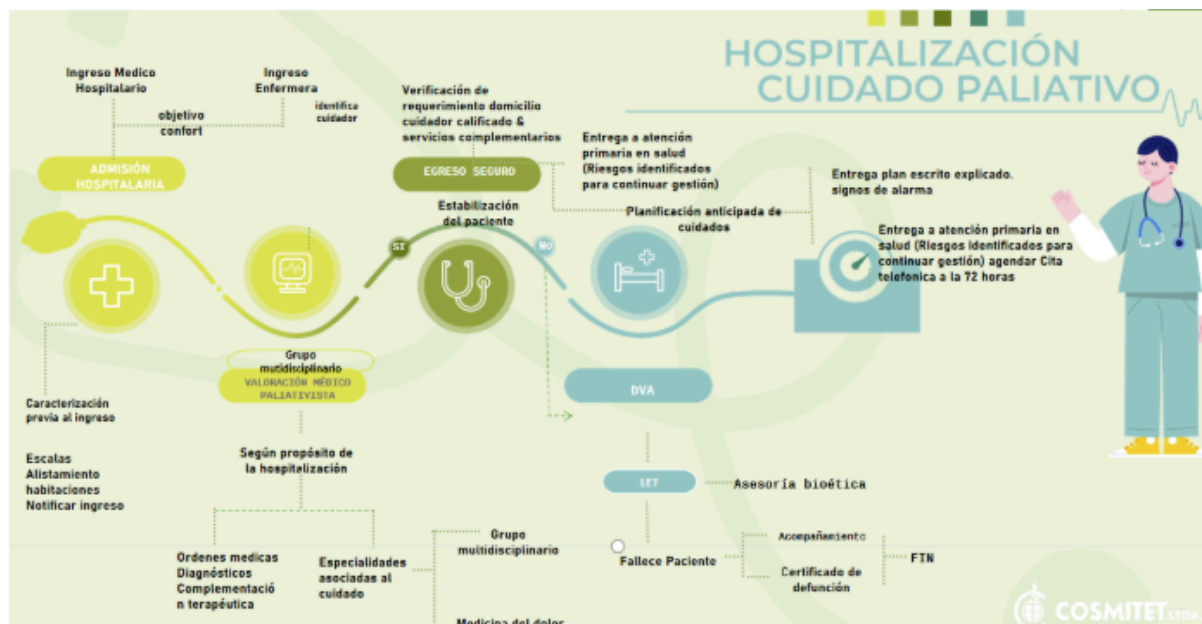 HOSPITALIZACIÓN
CUIDADO PALIATIVO
Ingreso Medico
Hospitalario
objetivo
confort
Ingreso
Enfermera
identifica
cuidador
ADMISIÓN
HOSPITALARIA
Verificación de
requerimiento domicilio
cuidador calificado &
servicios complementarios
EGRESO SEGURO
Estabilización
del paciente
SI
No
Entrega a atención
primaria en salud
(Riesgos identificados
para continuar gestión)
Planificación anticipada de
cuidados
Entrega plan escrito explicado.
signos de alarma
Entrega a atención primaria en
salud (Riesgos identificados para
continuar gestión) agendar Cita
telefonica a la 72 horas
Grupo
mutidisciplinario
VALORACIÓN MÉDICO
PALIATIVISTA
DVA
Caracterización
previa al ingreso
Escalas
Alistamiento
habitaciones
Notificar ingreso
Según propósito de
la hospitalización
LET
Asesoría bioética
Ordenes medicas
Diagnósticos
Complementació
n terapéutica
Especialidades
asociadas al
cuidado
Grupo
multidisciplinario
Medicina del dolor
Fallece Paciente
Acompañamiento
Certificado de
defunción
FIN
COSMITET LTDA